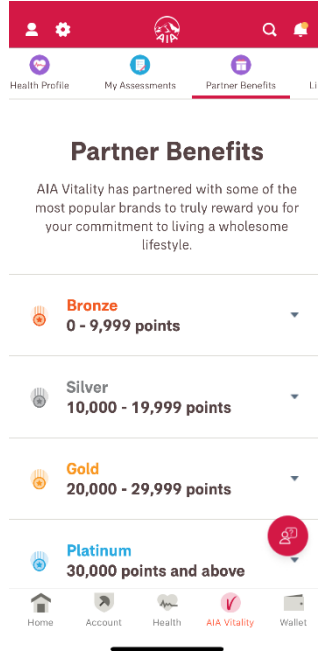 AIA
Health Profile
My Assessments
Partner Benefits
Li
Partner Benefits
AIA Vitality has partnered with some of the
most popular brands to truly reward you for
your commitment to living a wholesome
lifestyle.
Bronze
0 - 9,999 points
Silver
10,000 - 19,999 points
Gold
20,000 - 29,999 points
Platinum
30,000 points and above
Home
Account
Health
AIA Vitality
Wallet